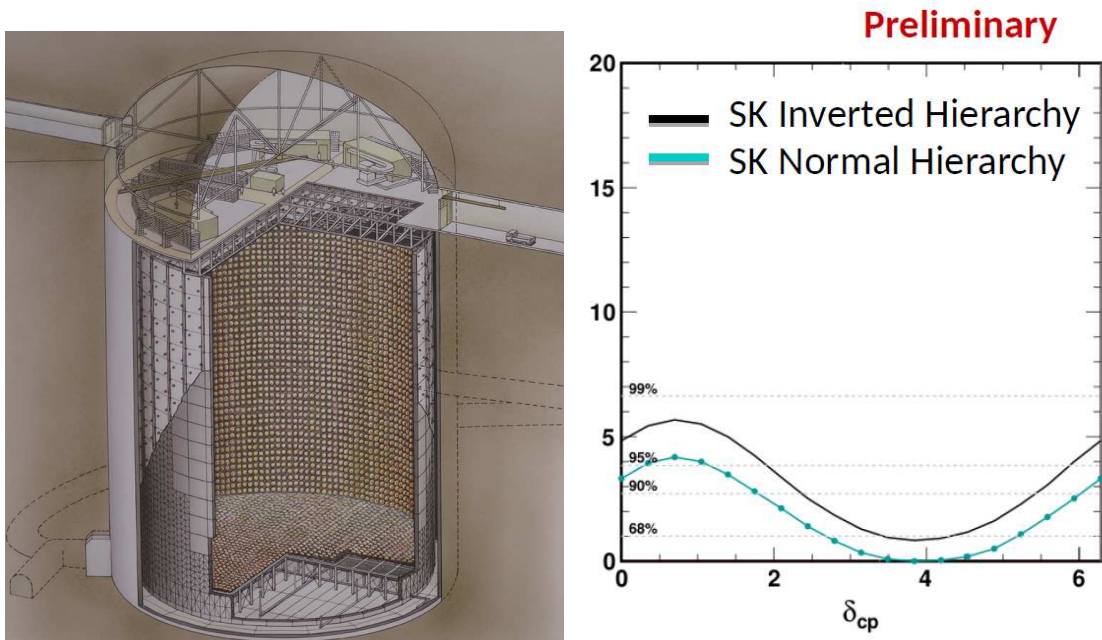 Preliminary
20
SK Inverted Hierarchy
SK Normal Hierarchy
15
10
99%
5
95%
90%
68%
0
0 2 4 6
δcp